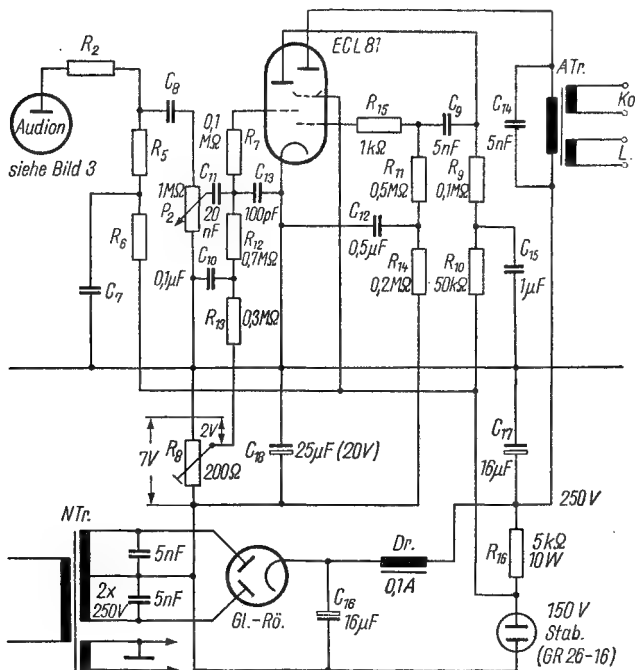 ECL81
R2
C8
ATr.
Audion
siehe Bild 3
R5
0,1
MΩ
R7
R15
1kΩ
C9
5nF
C14
5nF
Ko
L.
1MΩ
P2
C11
20
nF
C13
100pF
R11
0,5MΩ
R9
0,1MΩ
R6
R12
0,7MΩ
C12
0,5µF
C10
0,1µF
R14
0,2MΩ
R10
50kΩ
C15
1µF
C7
R13
0,3MΩ
7V
2V
R8
200Ω
C18
25µF (20V)
C17
16µF
250V
NTr.
5nF
2x
250V
5nF
Gl.-Rö.
Dr.
0,1A
C16
16µF
R16
5kΩ
10W
150V
Stab.
(GR 26-16)